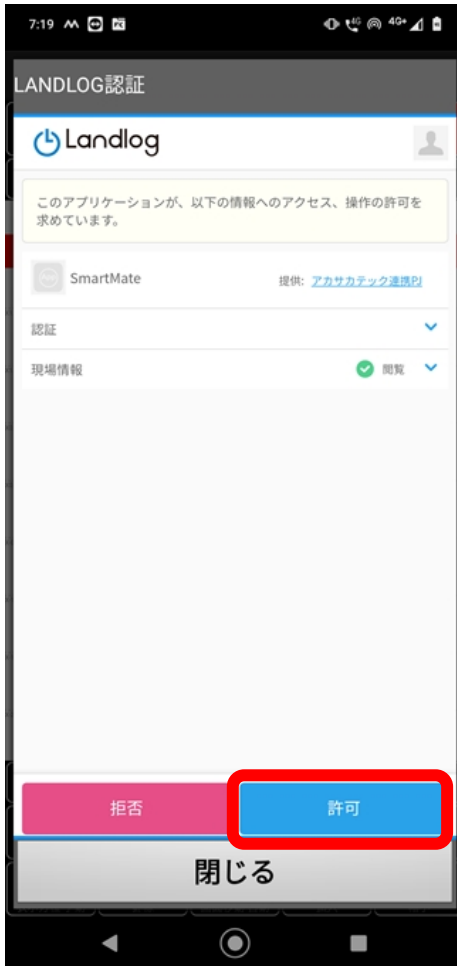 7:19
4G
4G+
LANDLOG認証
Landlog
このアプリケーションが、以下の情報へのアクセス、操作の許可を
求めています。
SmartMate
提供: アカサカテック連携PJ
認証
現場情報
閲覧
拒否
許可
閉じる